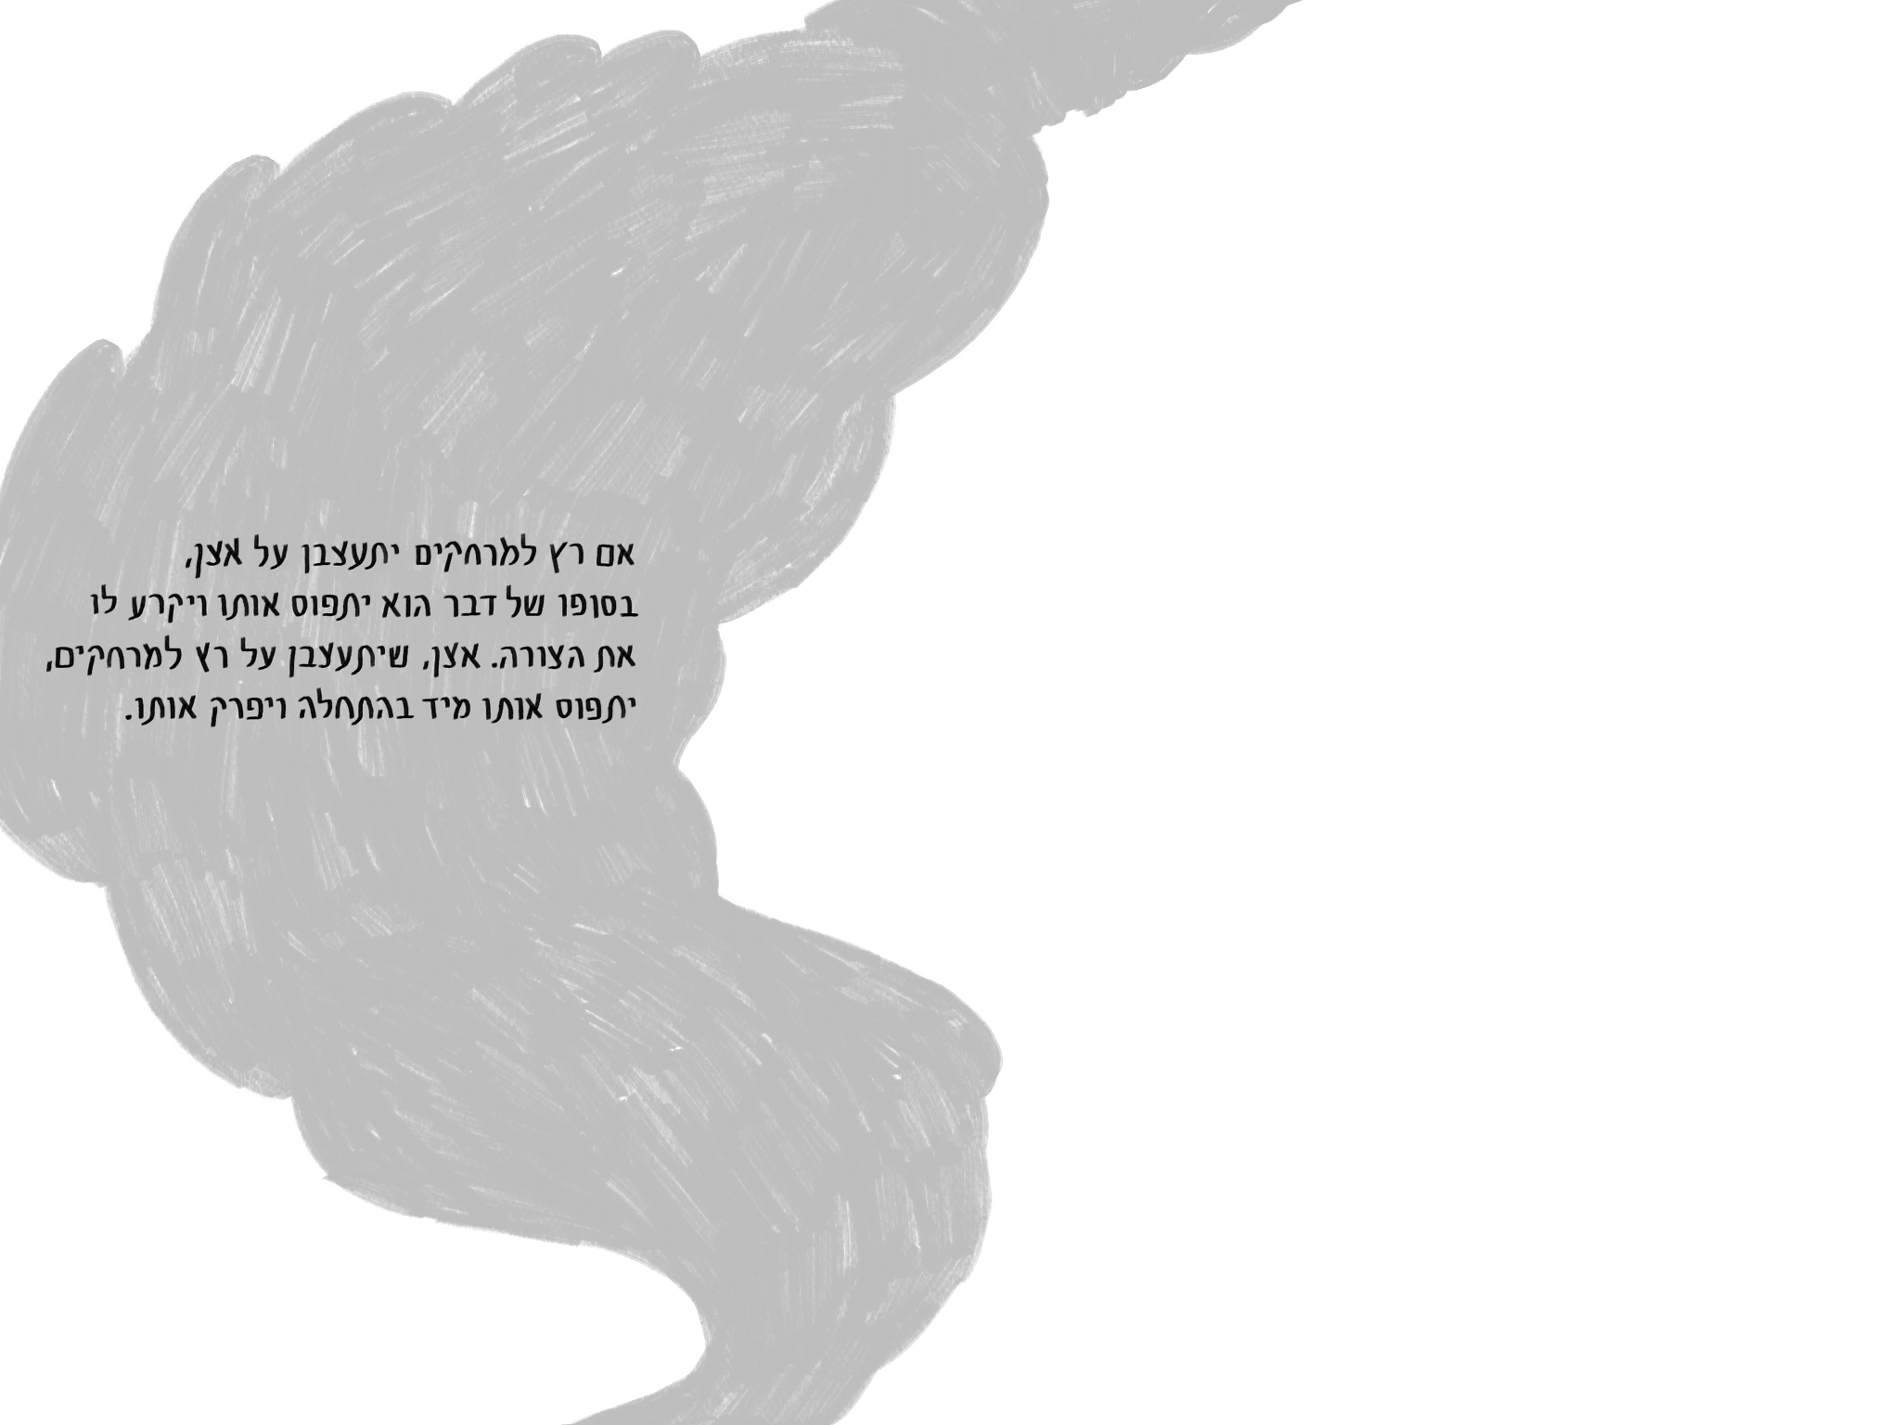 אם רץ למרחקים יתעצבן על אצן,
בסופו של דבר הוא יתפוס אותו ויקרע לו
את הצורה. אצן, שיתעצבן על רץ למרחקים,
יתפוס אותו מיד בהתחלה ויפרק אותו.